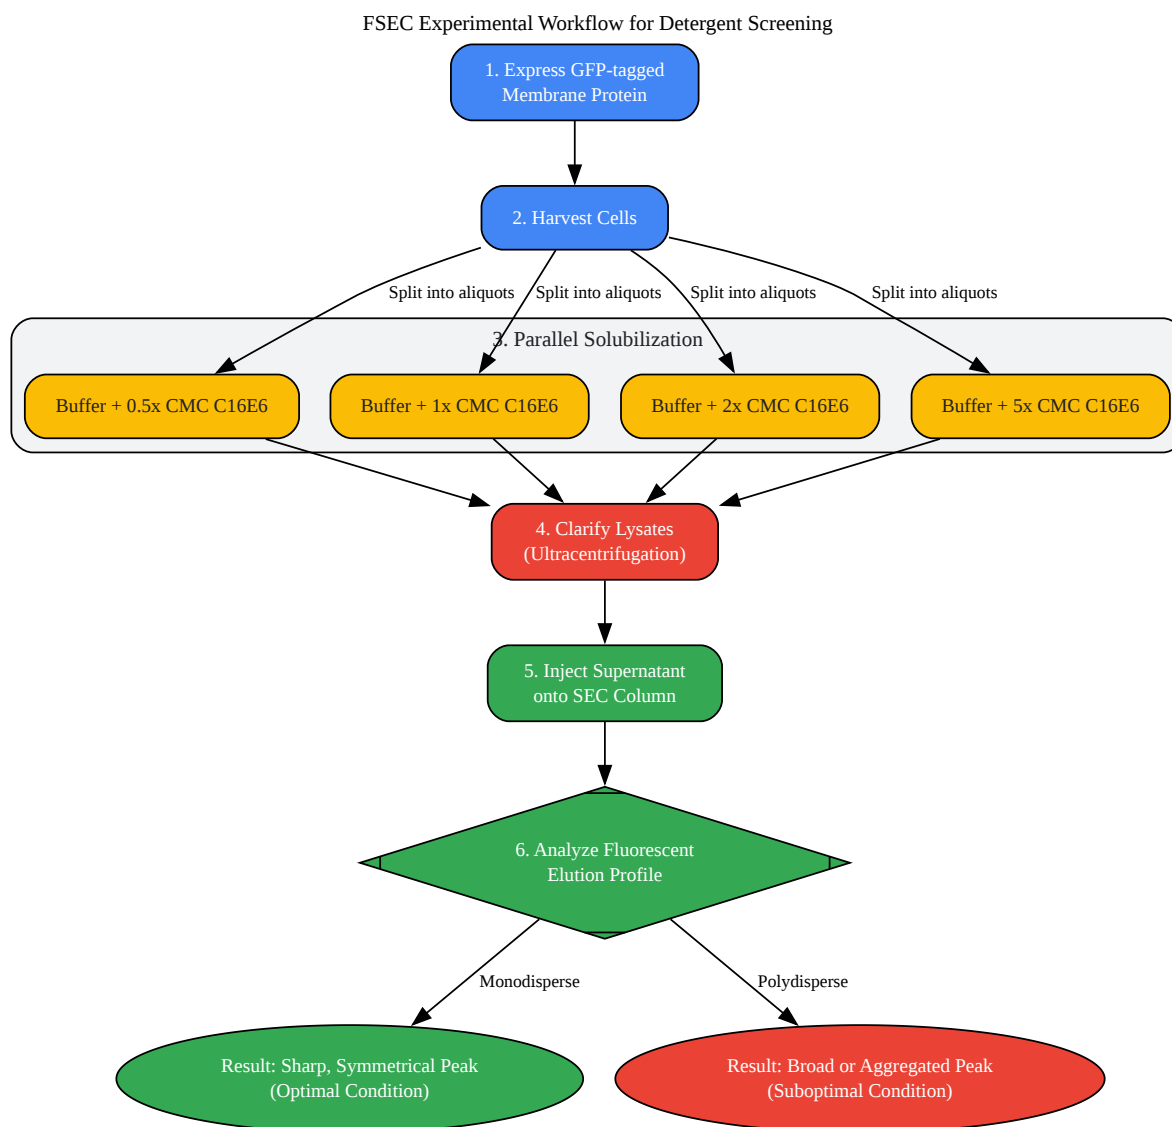 FSEC Experimental Workflow for Detergent Screening
1. Express GFP-tagged
Membrane Protein
2. Harvest Cells
Split into aliquots
Split into aliquots
Split into aliquots
Split into aliquots
3. Parallel Solubilization
Buffer + 0.5x CMC C16E6
Buffer + 1x CMC C16E6
Buffer + 2x CMC C16E6
Buffer + 5x CMC C16E6
4. Clarify Lysates
(Ultracentrifugation)
5. Inject Supernatant
onto SEC Column
6. Analyze Fluorescent
Elution Profile
Monodisperse
Polydisperse
Result: Sharp, Symmetrical Peak
(Optimal Condition)
Result: Broad or Aggregated Peak
(Suboptimal Condition)